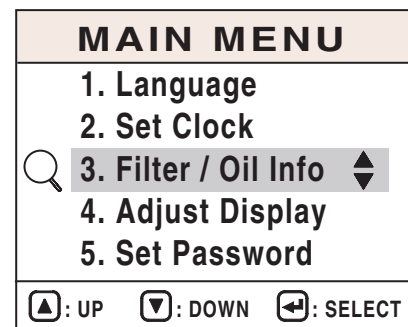 MAIN MENU
1. Language
2. Set Clock
3. Filter / Oil Info
4. Adjust Display
5. Set Password
: UP : DOWN : SELECT